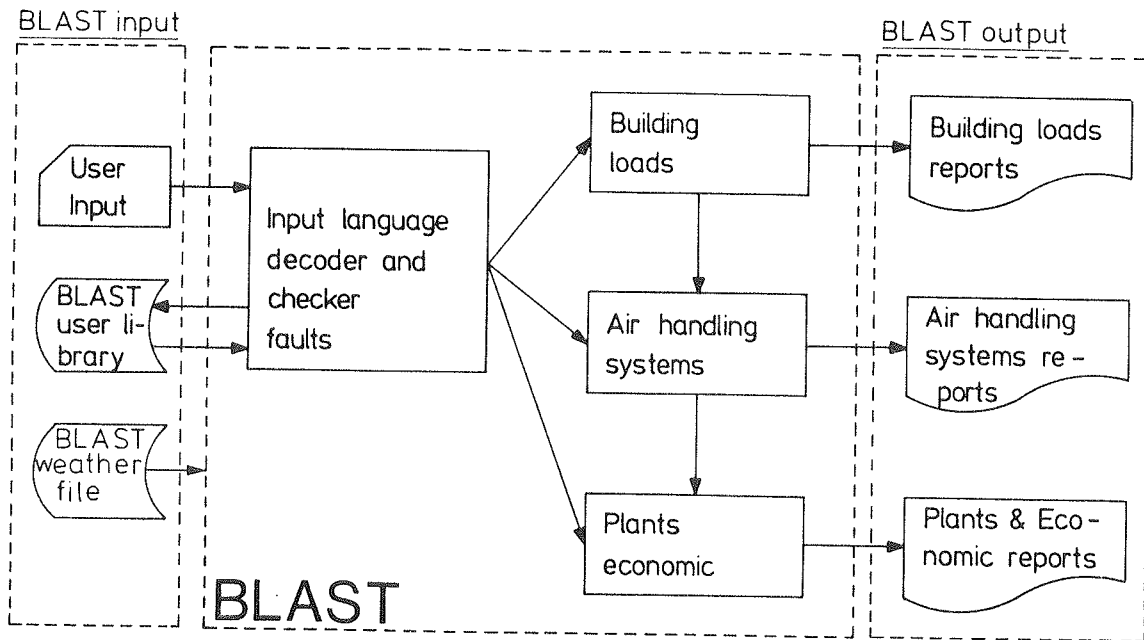 BLAST input
BLAST output
User
Input
BLAST
user li-
brary
BLAST
weather
file
Input language
decoder and
checker
faults
Building
loads
Air handling
systems
Plants
economic
BLAST
Building loads
reports
Air handling
systems re-
ports
Plants & Eco-
nomic reports